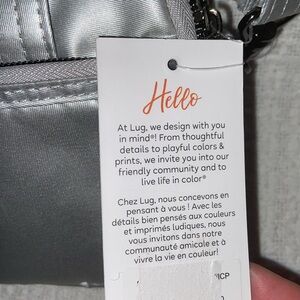 Hello
At Lug, we design with you
in mind®! From thoughtful
details to playful colors &
prints, we invite you into our
friendly community and to
live life in color®
Chez Lug, nous concevons en
pensant à vous ! Avec les
détails bien pensés aux couleurs
et imprimés ludiques, nous
vous invitons dans notre
communauté amicale et à
vivre la vie en couleur!